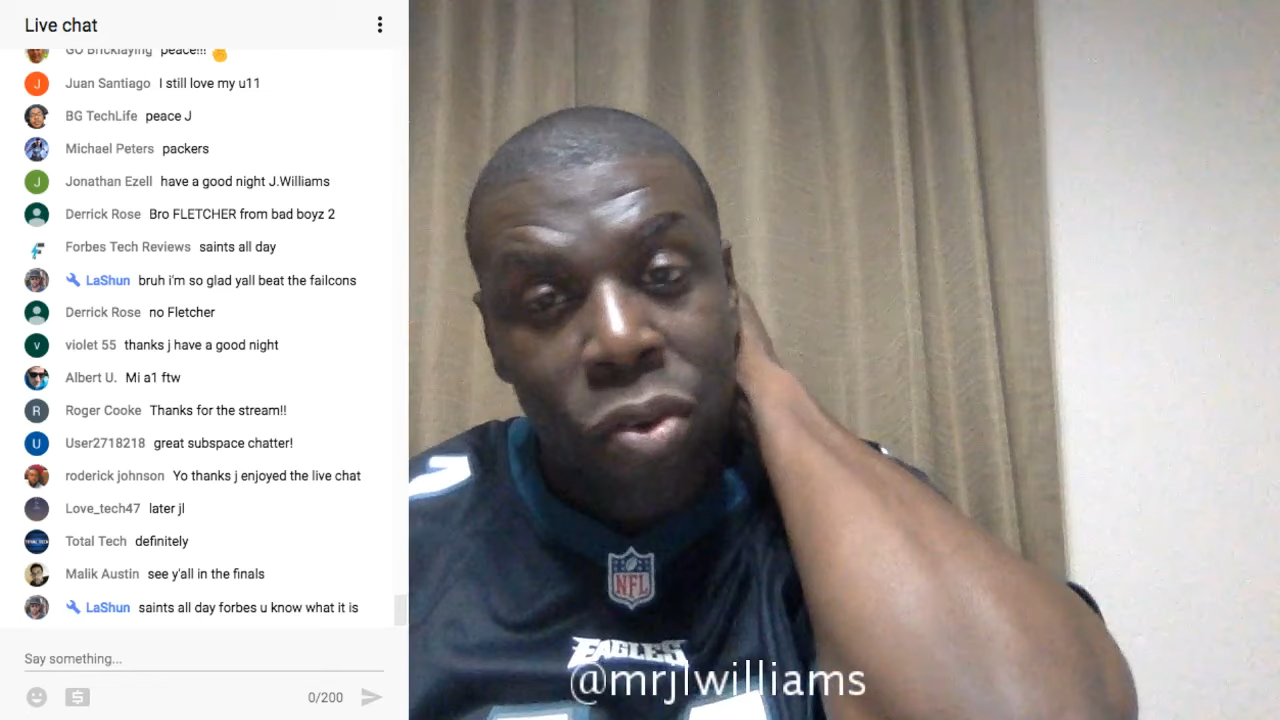 Live chat
GO Bricklaying peace!!!
J Juan Santiago I still love my u11
BG TechLife peace J
Michael Peters packers
J Jonathan Ezell have a good night J.Williams
Derrick Rose Bro FLETCHER from bad boyz 2
Forbes Tech Reviews saints all day
LaShun bruh i'm so glad yall beat the failcons
Derrick Rose no Fletcher
v violet 55 thanks j have a good night
Albert U. Mi a1 ftw
R Roger Cooke Thanks for the stream!!
U User2718218 great subspace chatter!
roderick johnson Yo thanks j enjoyed the live chat
Love_tech47 later jl
Total Tech definitely
Malik Austin see y'all in the finals
LaShun saints all day forbes u know what it is
Say something...
0/200
NFL
EAGLES
@mrjlwilliams